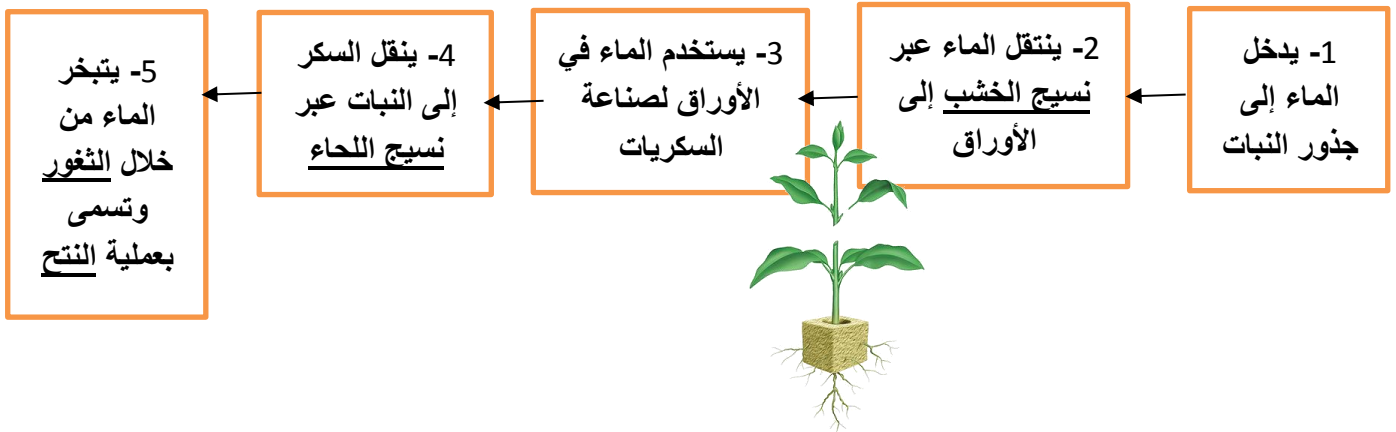 1- يدخل
الماء إلى
جذور النبات
2- ينتقل الماء عبر
نسيج الخشب إلى
الأوراق
3- يستخدم الماء في
الأوراق لصناعة
السكريات
4- ينقل السكر
إلى النبات عبر
نسيج اللحاء
5- يتبخر
الماء من
خلال الثغور
وتسمى
بعملية النتح